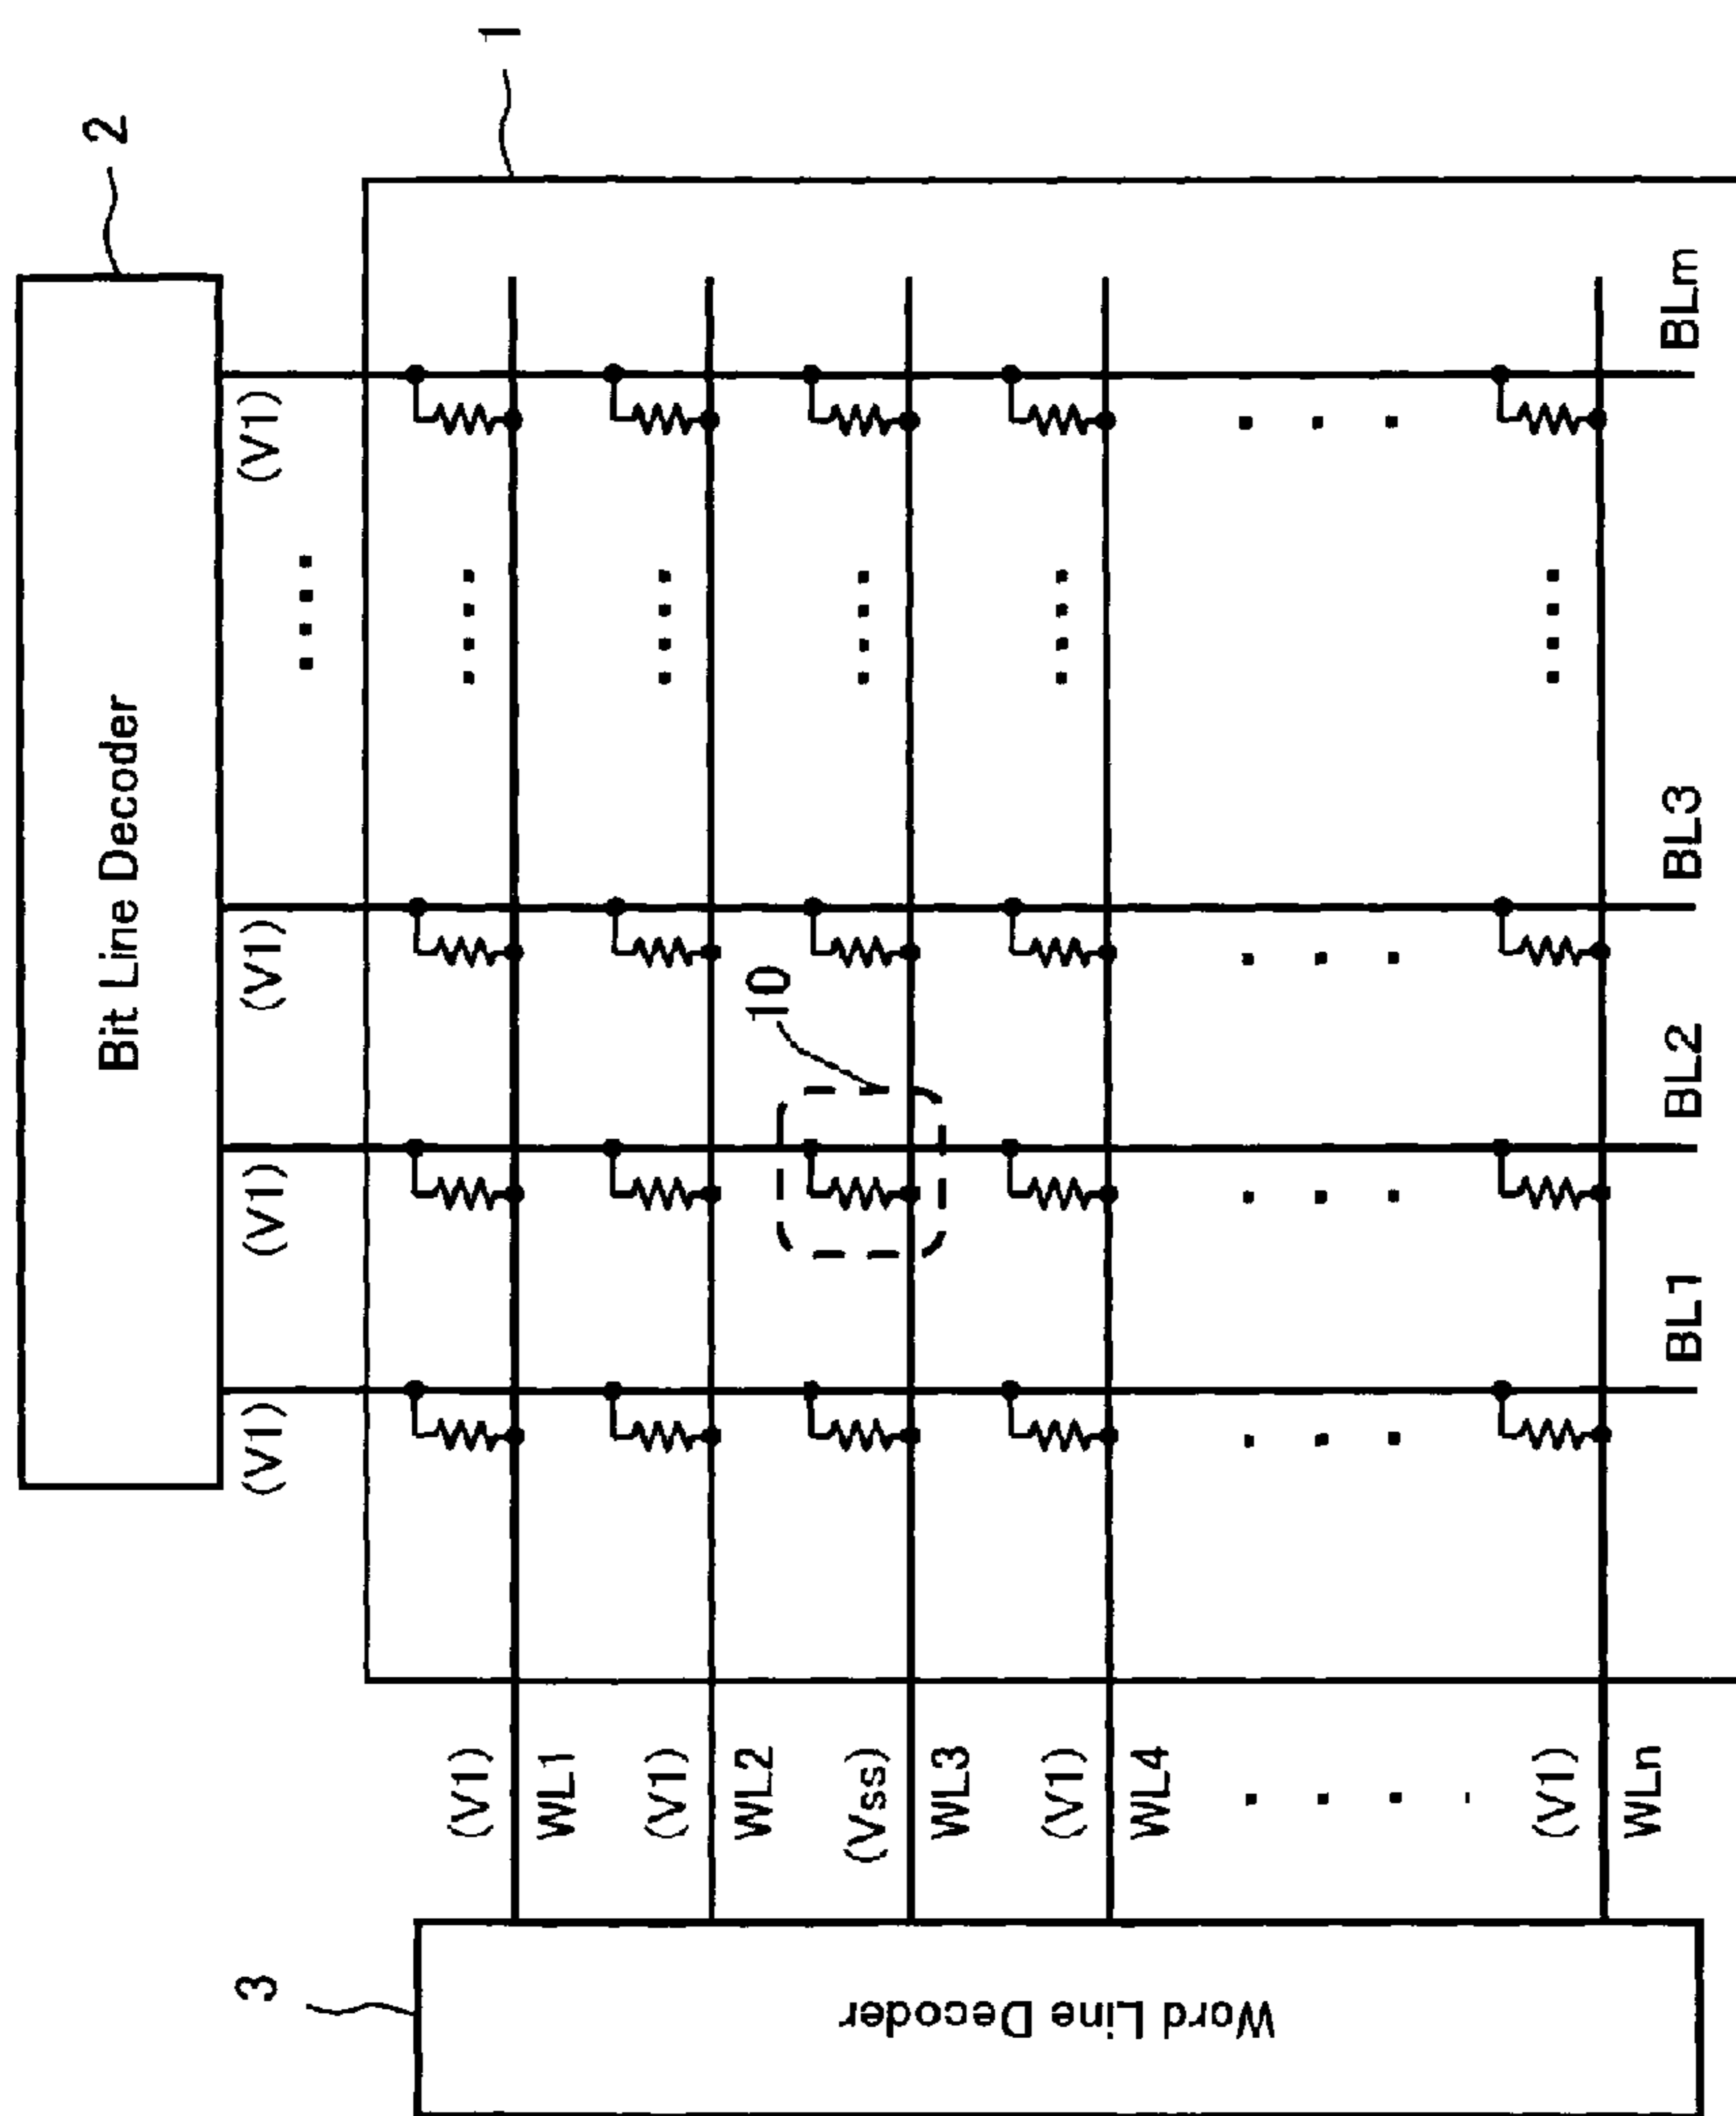 1
2
Bit Line Decoder
(V1)
(V1)
(V1)
(V1)
10
BL1
BL2
BL3
BLm
(V1)
WL1
(V1)
WL2
(Vss)
WL3
(V1)
WL4
(V1)
WLn
3
Word Line Decoder